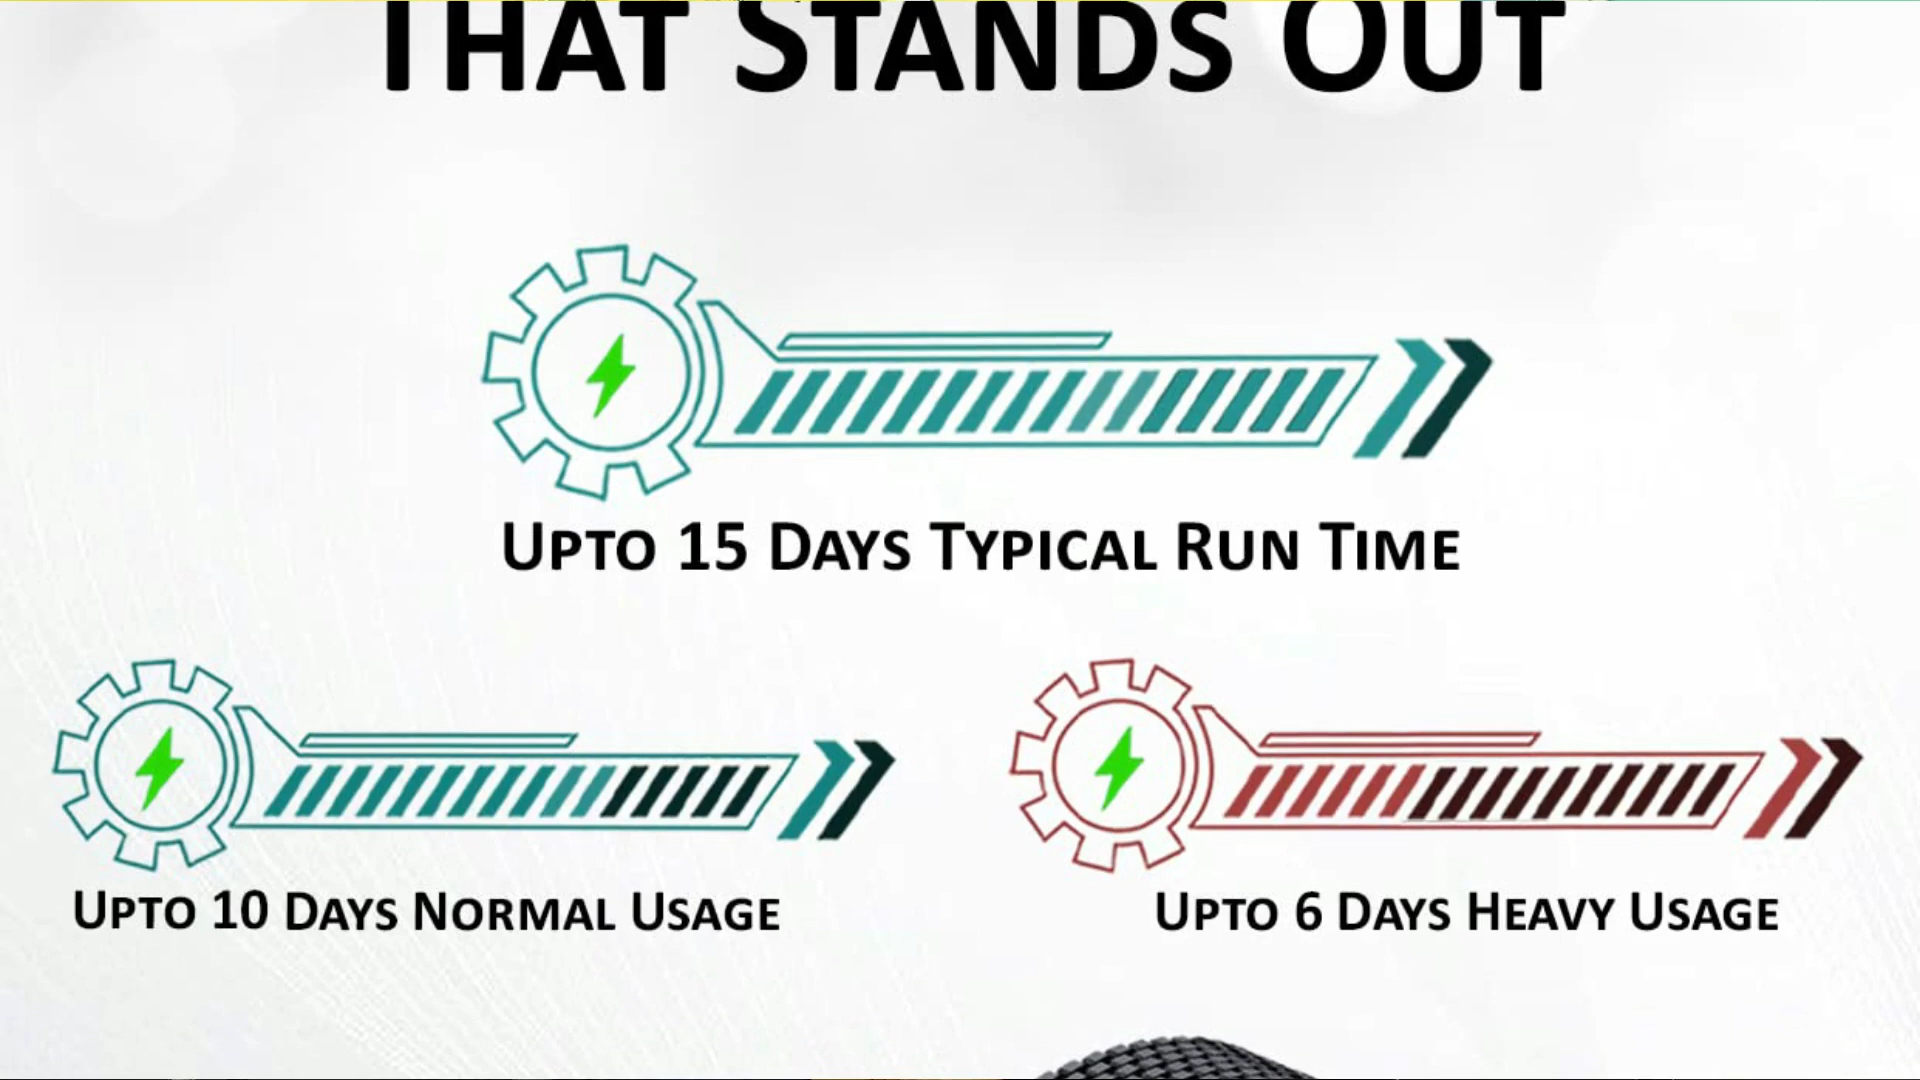 THAT STANDS OUT
UPTO 15 DAYS TYPICAL RUN TIME
UPTO 10 DAYS NORMAL USAGE
UPTO 6 DAYS HEAVY USAGE